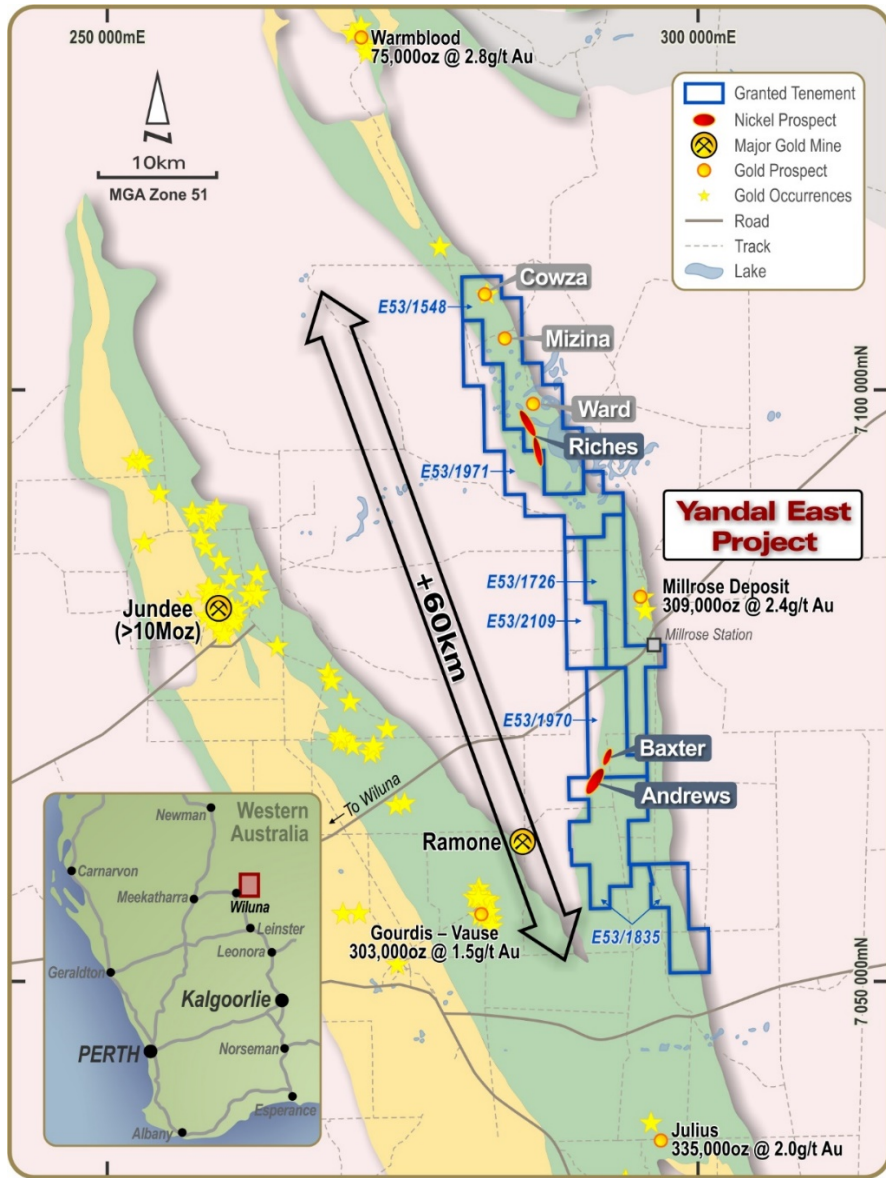 250 000mE
300 000mE
Warmblood
75,000oz @ 2.8g/t Au
N
10km
MGA Zone 51
Granted Tenement
Nickel Prospect
Major Gold Mine
Gold Prospect
Gold Occurrences
Road
Track
Lake
Cowza
E53/1548
Mizina
7 100 000mN
Ward
Riches
E53/1971
Yandal East
Project
E53/1726
Millrose Deposit
309,000oz @ 2.4g/t Au
Jundee
(>10Moz)
E53/2109
Millrose Station
+60km
E53/1970
Baxter
Andrews
To Wiluna
Ramone
Gourdis – Vause
303,000oz @ 1.5g/t Au
E53/1835
7 050 000mN
Western
Australia
Newman
Carnarvon
Meekatharra
Wiluna
Leinster
Leonora
Geraldton
Kalgoorlie
PERTH
Norseman
Esperance
Albany
Julius
335,000oz @ 2.0g/t Au